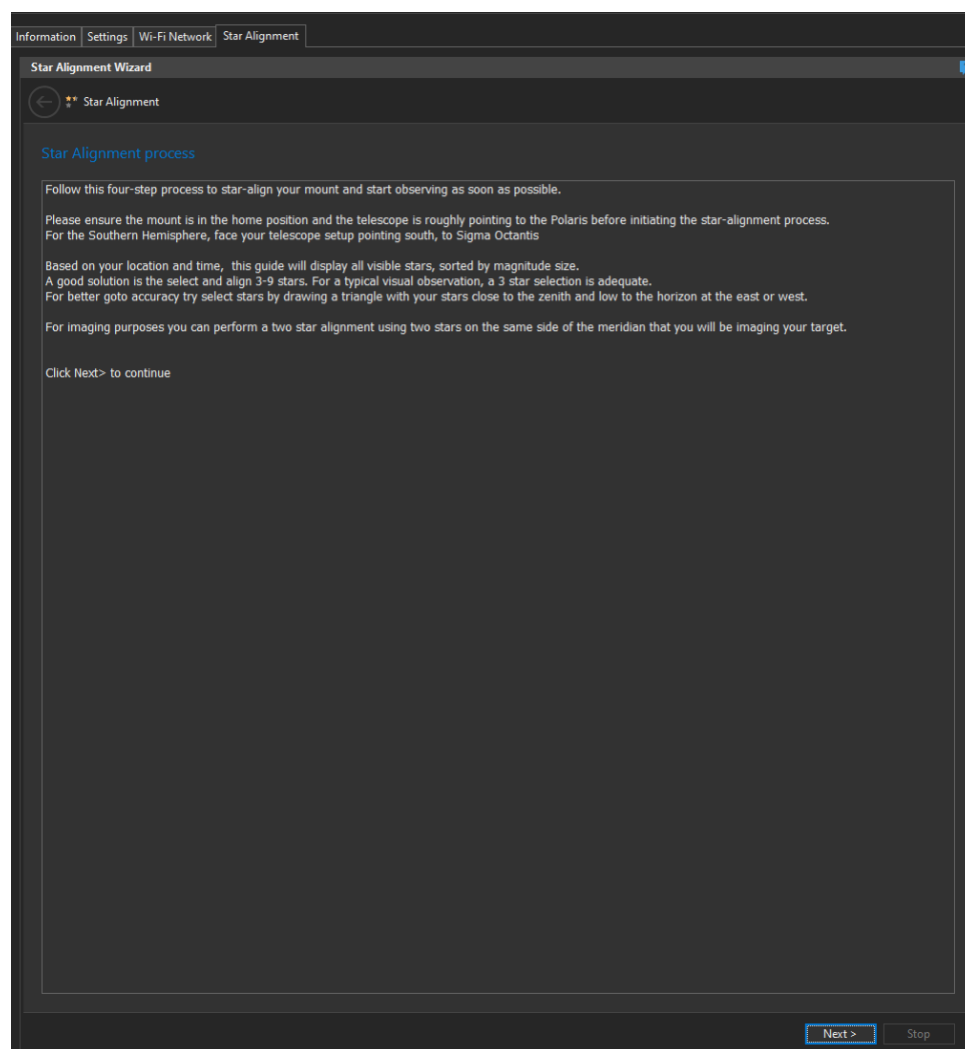 Information Settings Wi-Fi Network Star Alignment
Star Alignment Wizard
Star Alignment
Star Alignment process
Follow this four-step process to star-align your mount and start observing as soon as possible.
Please ensure the mount is in the home position and the telescope is roughly pointing to the Polaris before initiating the star-alignment process.
For the Southern Hemisphere, face your telescope setup pointing south, to Sigma Octantis
Based on your location and time,  this guide will display all visible stars, sorted by magnitude size.
A good solution is the select and align 3-9 stars. For a typical visual observation, a 3 star selection is adequate.
For better goto accuracy try select stars by drawing a triangle with your stars close to the zenith and low to the horizon at the east or west.
For imaging purposes you can perform a two star alignment using two stars on the same side of the meridian that you will be imaging your target.
Click Next> to continue
Next > Stop